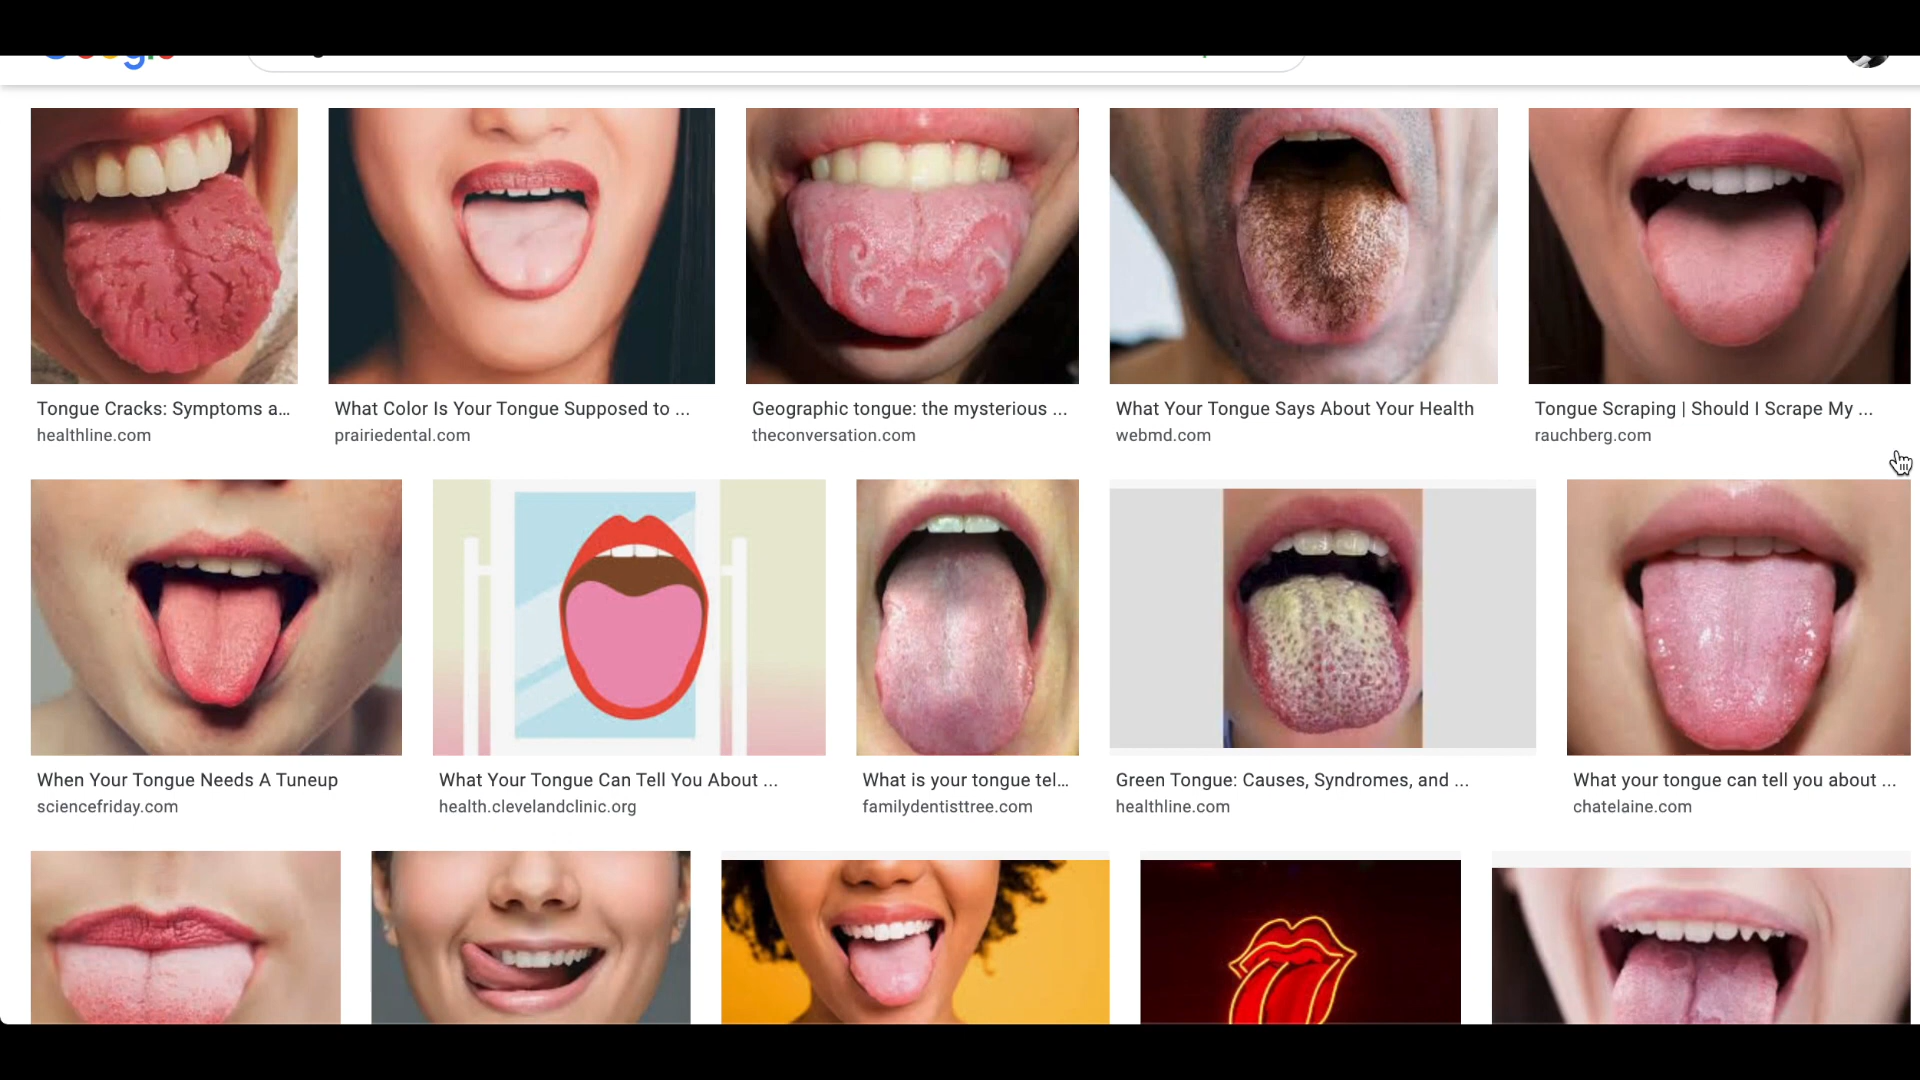 Google
Tongue Cracks: Symptoms a...
healthline.com
What Color Is Your Tongue Supposed to ...
prairiedental.com
Geographic tongue: the mysterious ...
theconversation.com
What Your Tongue Says About Your Health
webmd.com
Tongue Scraping | Should I Scrape My ...
rauchberg.com
When Your Tongue Needs A Tuneup
sciencefriday.com
What Your Tongue Can Tell You About ...
health.clevelandclinic.org
What is your tongue tel...
familydentisttree.com
Green Tongue: Causes, Syndromes, and ...
healthline.com
What your tongue can tell you about ...
chatelaine.com